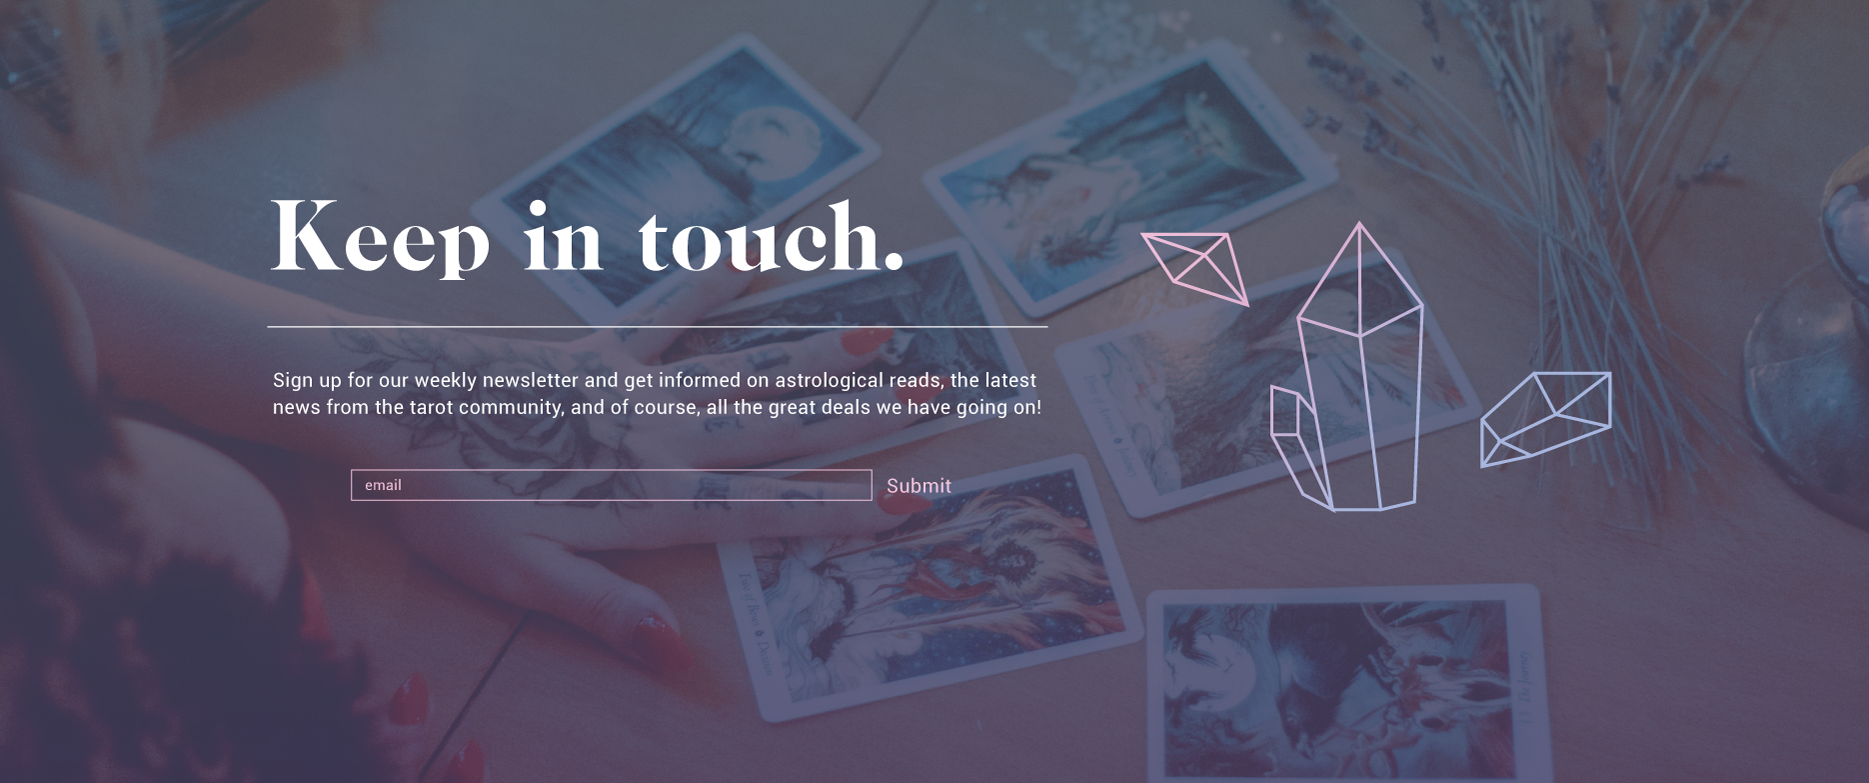 Keep in touch.
Sign up for our weekly newsletter and get informed on astrological reads, the latest
news from the tarot community, and of course, all the great deals we have going on!
email
Submit